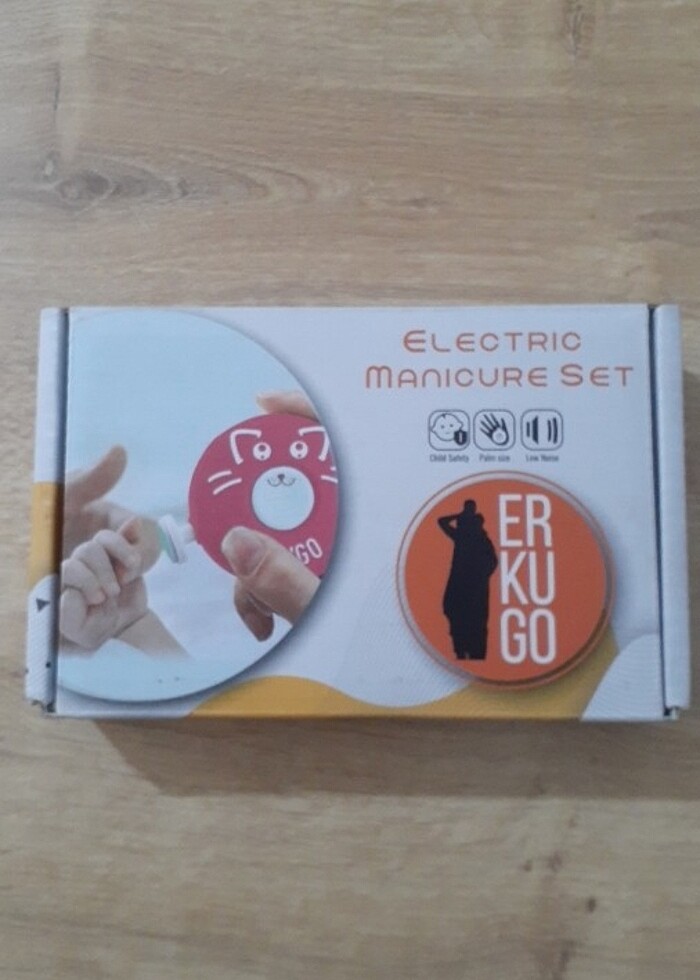 ELECTRIC
MANICURE SET
Child Safety Palm size Low Noise
ER
KU
GO